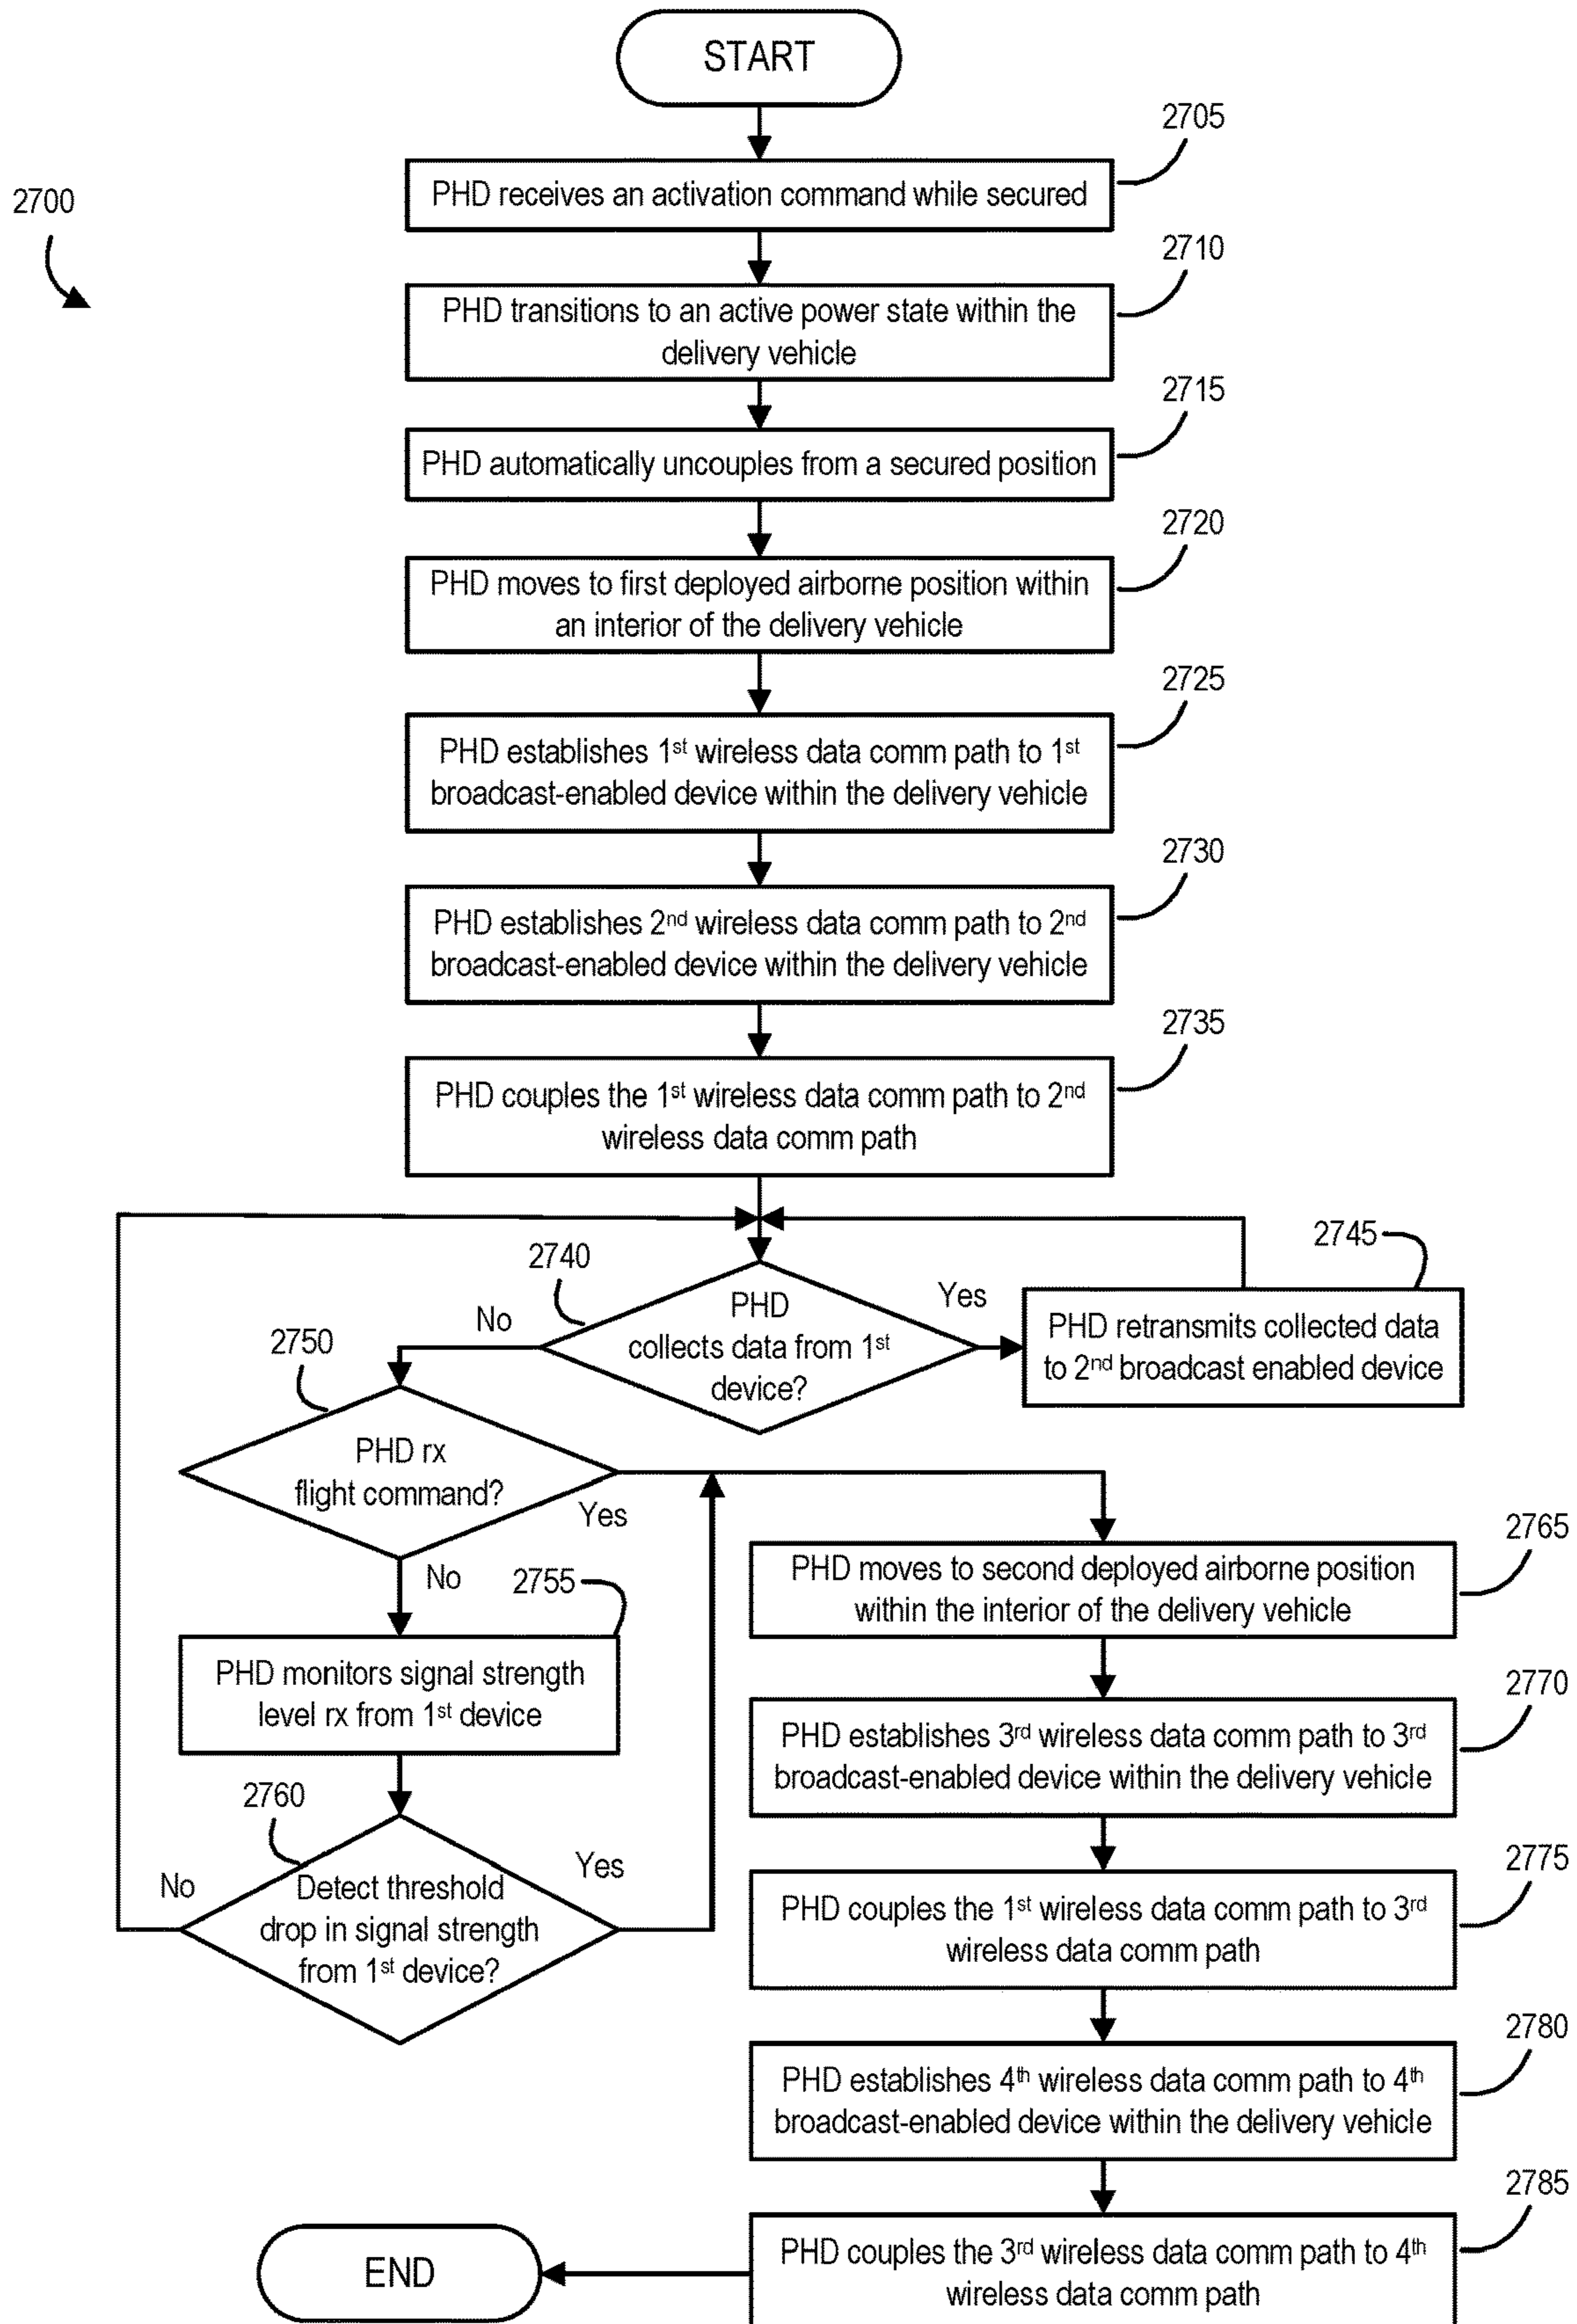 START
2705
PHD receives an activation command while secured
2700
2710
PHD transitions to an active power state within the
delivery vehicle
2715
PHD automatically uncouples from a secured position
2720
PHD moves to first deployed airborne position within
an interior of the delivery vehicle
2725
PHD establishes 1st wireless data comm path to 1st
broadcast-enabled device within the delivery vehicle
2730
PHD establishes 2nd wireless data comm path to 2nd
broadcast-enabled device within the delivery vehicle
2735
PHD couples the 1st wireless data comm path to 2nd
wireless data comm path
2740
PHD
collects data from 1st
device?
Yes
No
2745
PHD retransmits collected data
to 2nd broadcast enabled device
2750
PHD rx
flight command?
Yes
No
2755
PHD monitors signal strength
level rx from 1st device
2760
Detect threshold
drop in signal strength
from 1st device?
No
Yes
2765
PHD moves to second deployed airborne position
within the interior of the delivery vehicle
2770
PHD establishes 3rd wireless data comm path to 3rd
broadcast-enabled device within the delivery vehicle
2775
PHD couples the 1st wireless data comm path to 3rd
wireless data comm path
2780
PHD establishes 4th wireless data comm path to 4th
broadcast-enabled device within the delivery vehicle
2785
PHD couples the 3rd wireless data comm path to 4th
wireless data comm path
END